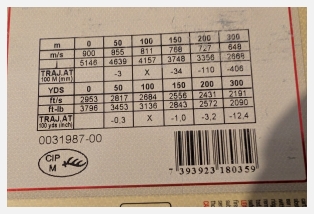 m 0 50 100 150 200 300
m/s 900 855 811 768 727 648
j 5146 4639 4157 3748 3356 2668
TRAJ.AT 100 M (mm) -3 X -34 -110 -406
YDS 0 50 100 150 200 300
ft/s 2953 2817 2684 2556 2431 2191
ft-lb 3796 3453 3136 2843 2572 2090
TRAJ.AT 100 yds (inch) -0,3 X -1,0 -3,2 -12,4
0031987-00
CIP
M
7 393923 180359